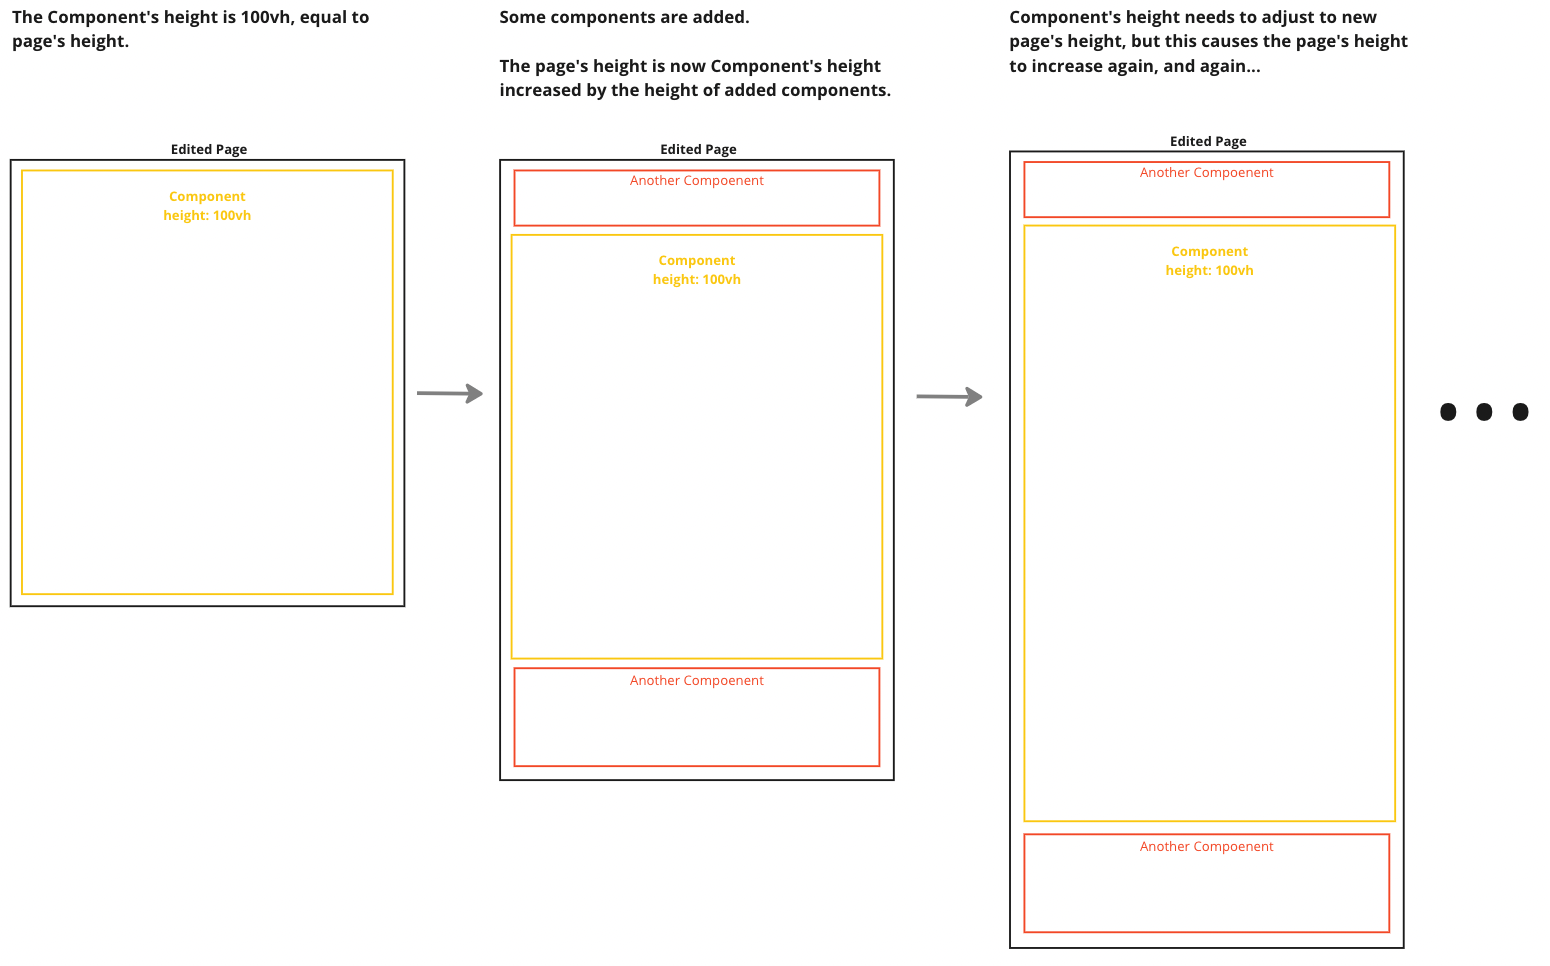 The Component's height is 100vh, equal to
page's height.
Some components are added.
The page's height is now Component's height
increased by the height of added components.
Component's height needs to adjust to new
page's height, but this causes the page's height
to increase again, and again...
Edited Page
Component
height: 100vh
Edited Page
Another Compoenent
Component
height: 100vh
Another Compoenent
Edited Page
Another Compoenent
Component
height: 100vh
Another Compoenent
...